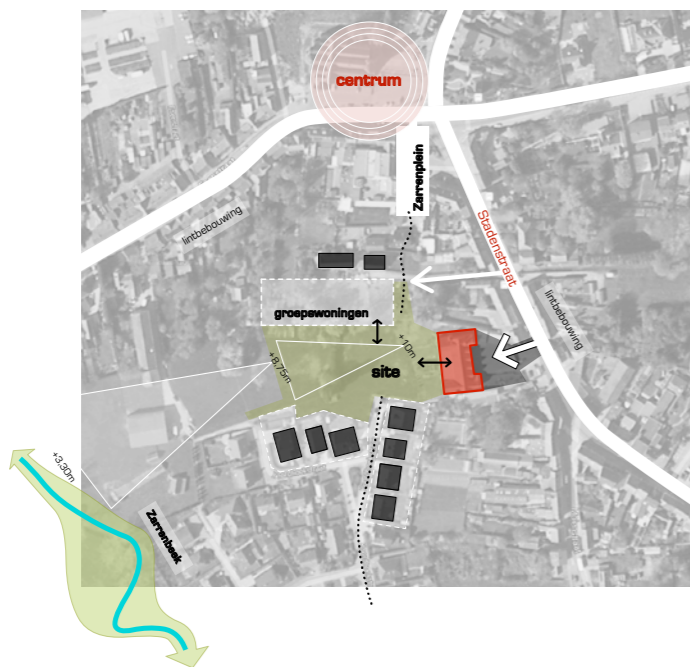 centrum
Zarrenplein
lintbebouwing
Stadenstraat
lintbebouwing
groepswoningen
+10m
+8,75m
site
+3,30m
Zarrenbeek